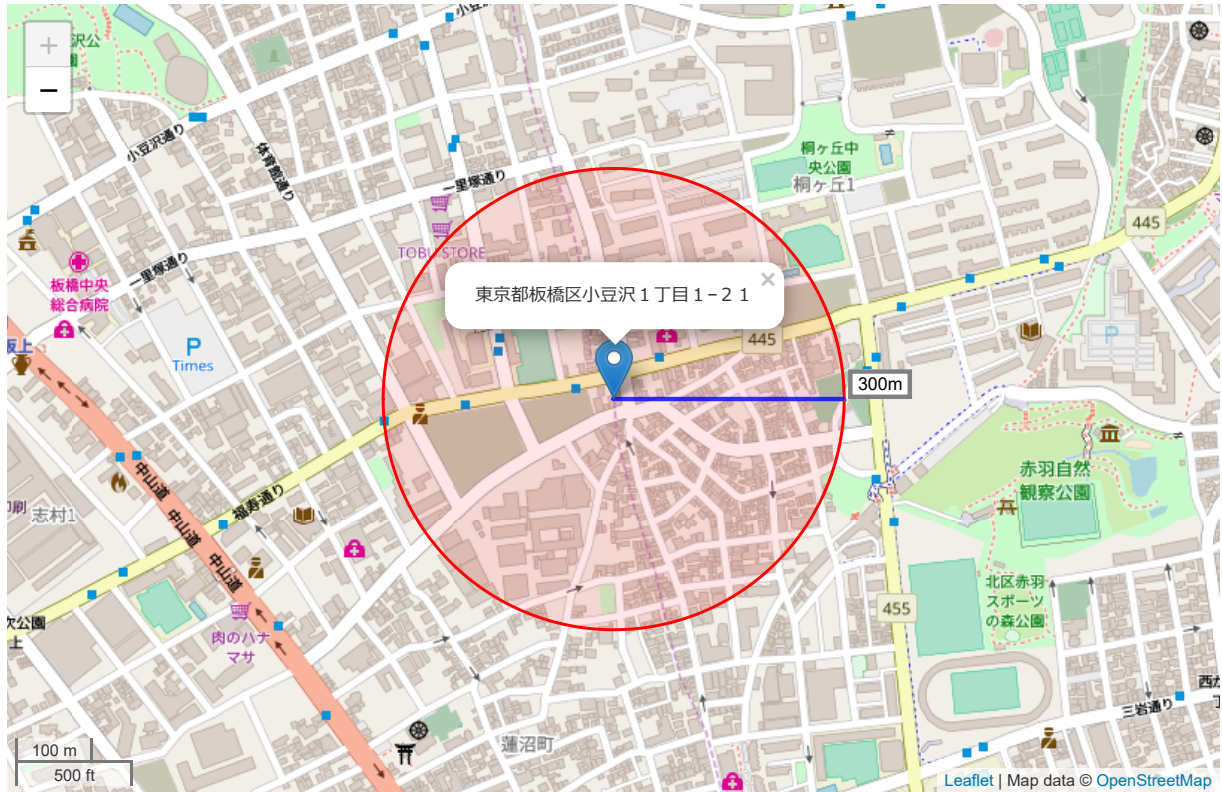 小豆沢通り
体育館通り
一里塚通り
TOBU STORE
桐ヶ丘中
央公園
桐ヶ丘1
445
一里塚通り
板橋中央
総合病院
東京都板橋区小豆沢１丁目１−２１
×
P
Times
445
P
300m
中山道
中山道
中山道
福寿通り
志村1
赤羽自然
観察公園
北区赤羽
スポーツ
の森公園
455
肉のハナ
マサ
三岩通り
蓮沼町
+
−
100 m
500 ft
Leaflet | Map data © OpenStreetMap